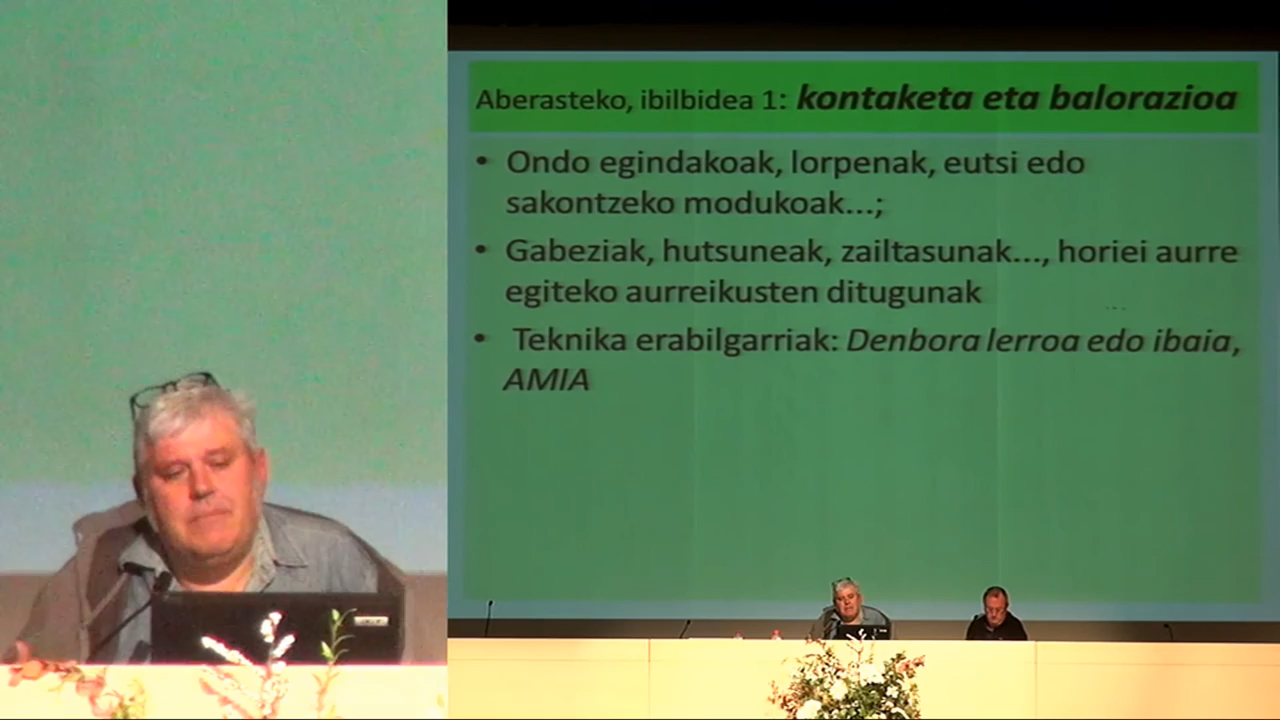 Aberasteko, ibilbidea 1: kontaketa eta balorazioa
• Ondo egindakoak, lorpenak, eutsi edo
sakontzeko modukoak...;
• Gabeziak, hutsuneak, zailtasunak..., horiei aurre
egiteko aurreikusten ditugunak
• Teknika erabilgarriak: Denbora lerroa edo ibaia,
AMIA